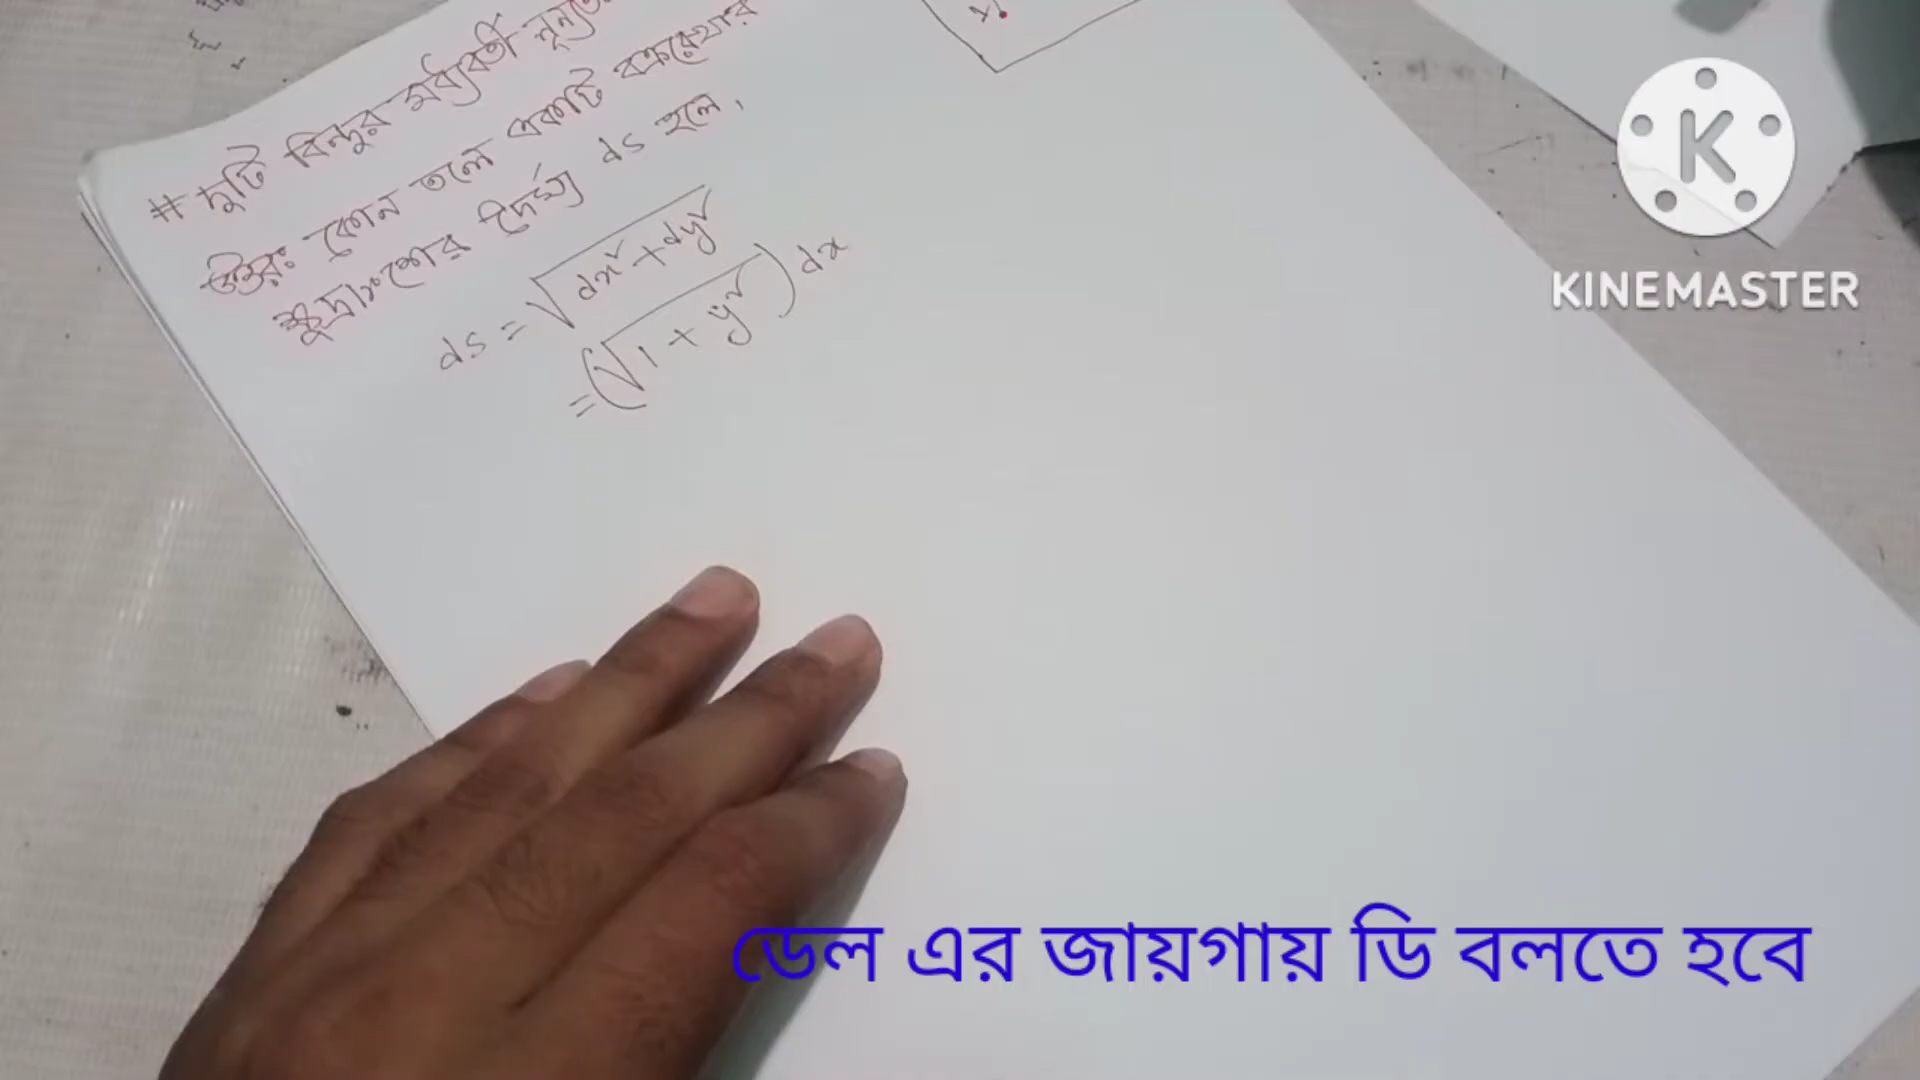 # দুটি বিন্দুর মধ্যবর্তী
উত্তরঃ কোন তলে একটি বক্ররেখার
ক্ষুদ্রাংশের দৈর্ঘ্য ds হলে,
ds = √dx² + dy²
= (√1 + y²) dx
KINEMASTER
ডেল এর জায়গায় ডি বলতে হবে